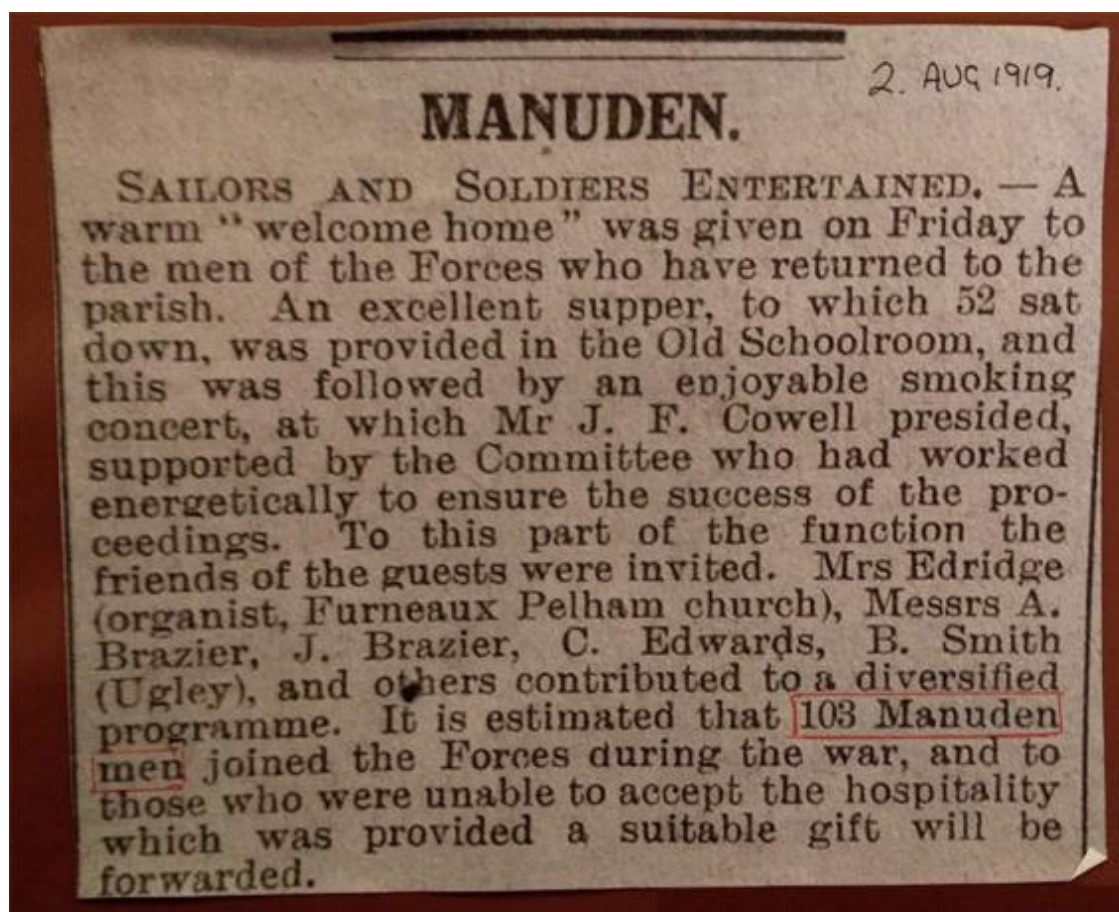 2. AUG 1919.
MANUDEN.
SAILORS AND SOLDIERS ENTERTAINED. — A
warm "welcome home" was given on Friday to
the men of the Forces who have returned to the
parish. An excellent supper, to which 52 sat
down, was provided in the Old Schoolroom, and
this was followed by an enjoyable smoking
concert, at which Mr J. F. Cowell presided,
supported by the Committee who had worked
energetically to ensure the success of the pro-
ceedings. To this part of the function the
friends of the guests were invited. Mrs Edridge
(organist, Furneaux Pelham church), Messrs A.
Brazier, J. Brazier, C. Edwards, B. Smith
(Ugley), and others contributed to a diversified
programme. It is estimated that 103 Manuden
men joined the Forces during the war, and to
those who were unable to accept the hospitality
which was provided a suitable gift will be
forwarded.